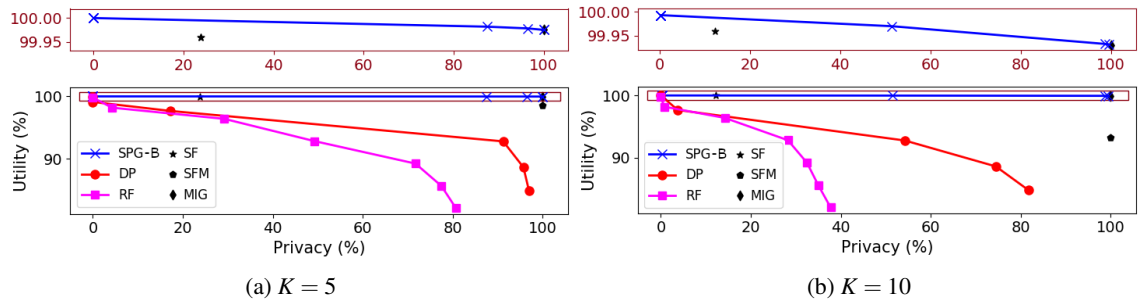 100.00
99.95
0 20 40 60 80 100
100
90
Utility (%)
SPG-B SF
DP SFM
RF MIG
0 20 40 60 80 100
Privacy (%)
(a) K = 5
100.00
99.95
0 20 40 60 80 100
100
90
Utility (%)
SPG-B SF
DP SFM
RF MIG
0 20 40 60 80 100
Privacy (%)
(b) K = 10